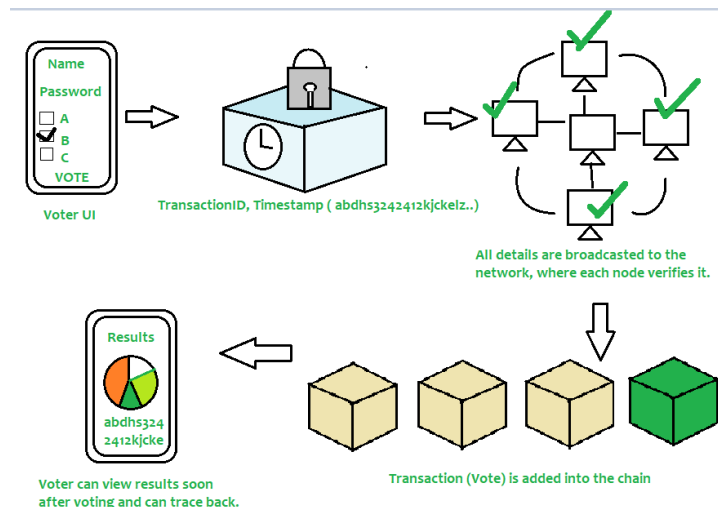 Name
Password
A
B
C
VOTE
Voter UI
TransactionID, Timestamp ( abdhs3242412kjckelz..)
All details are broadcasted to the
network, where each node verifies it.
Results
abdhs324
2412kjcke
Voter can view results soon
after voting and can trace back.
Transaction (Vote) is added into the chain